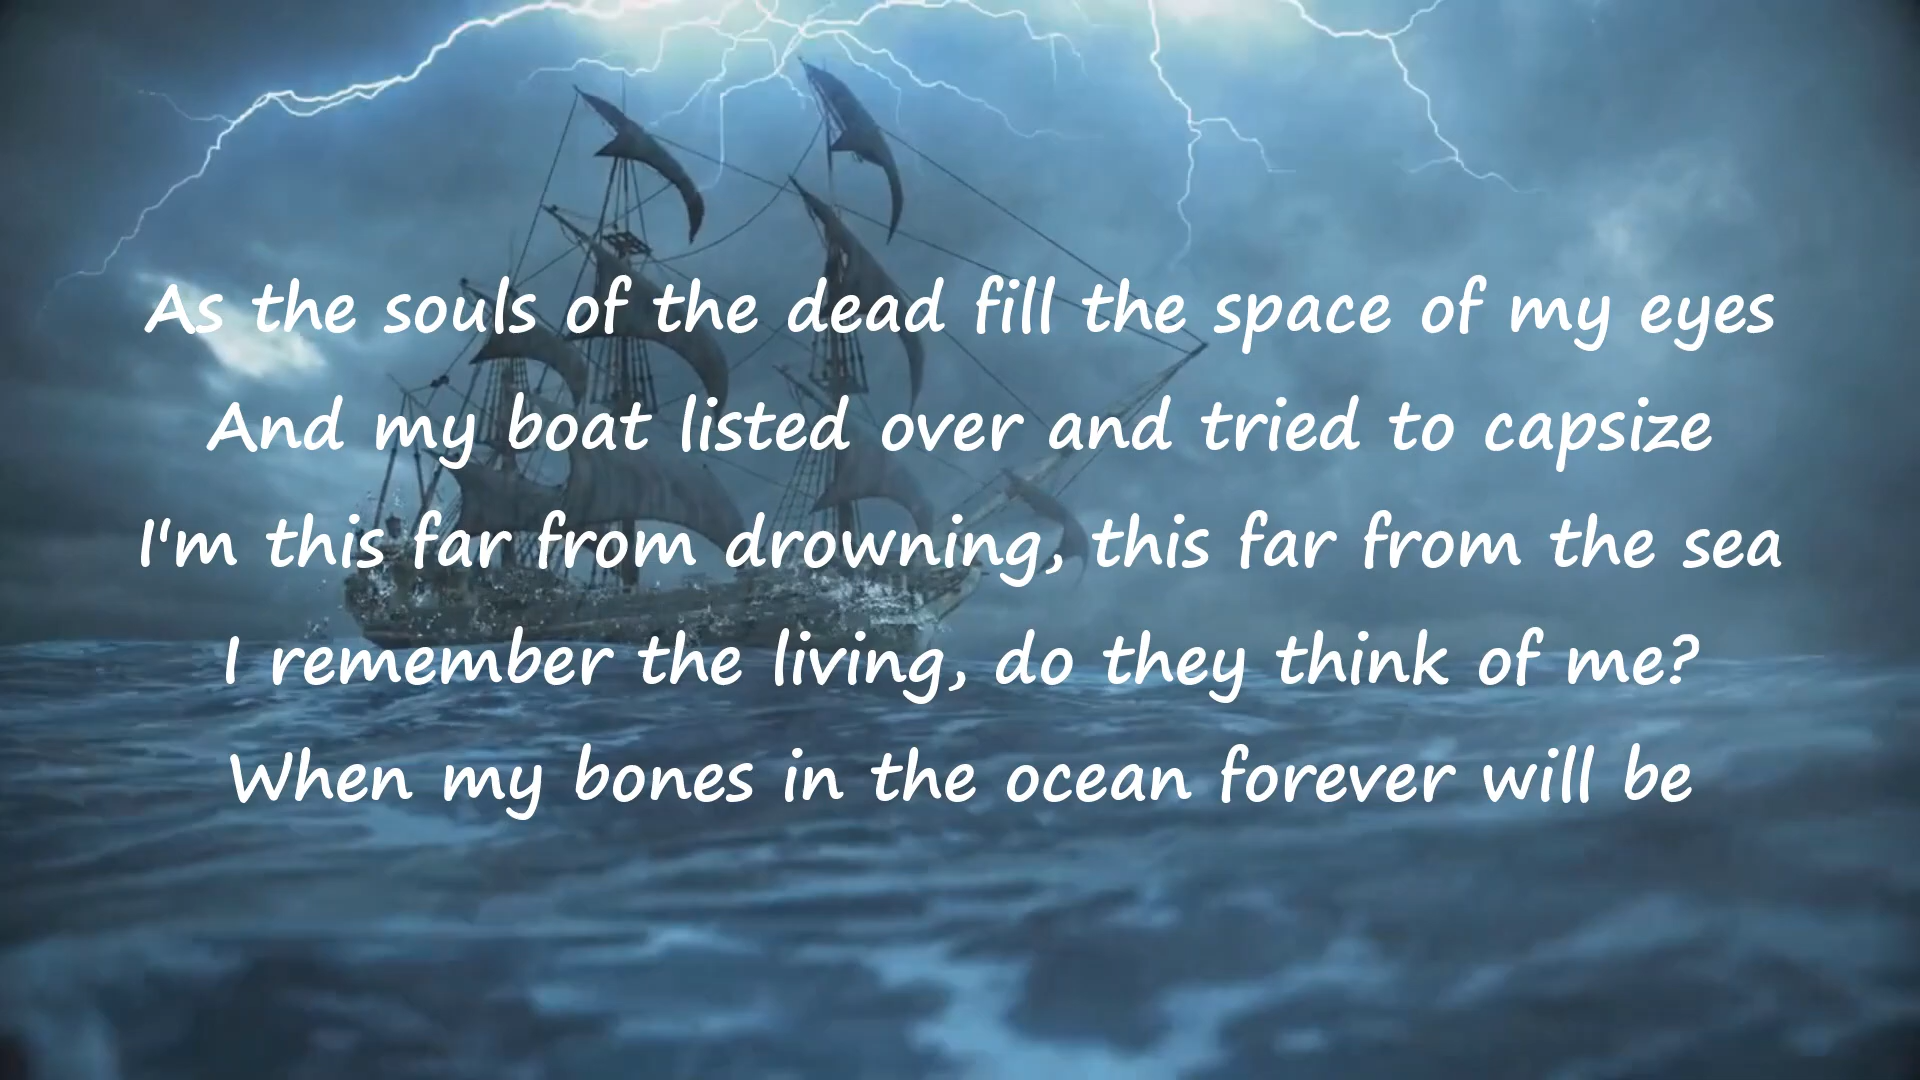 As the souls of the dead fill the space of my eyes
And my boat listed over and tried to capsize
I'm this far from drowning, this far from the sea
I remember the living, do they think of me?
When my bones in the ocean forever will be